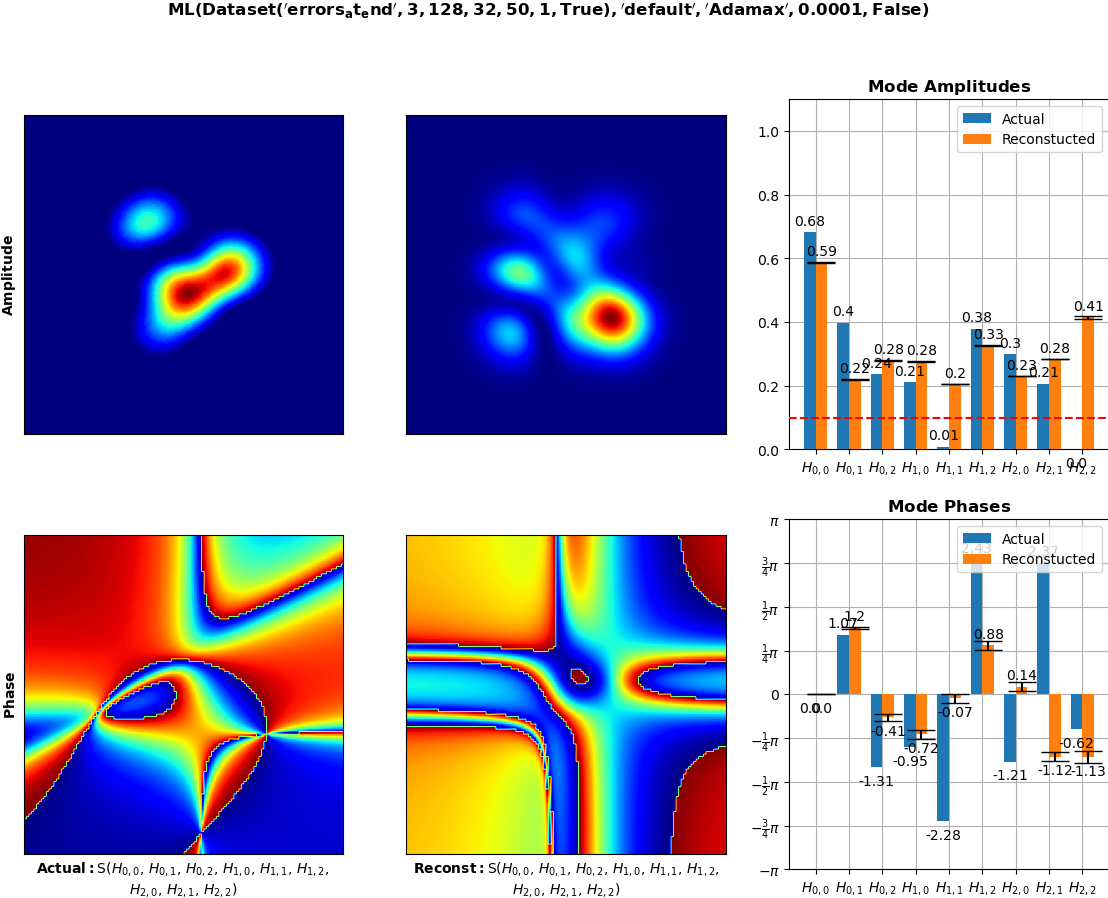 ML(Dataset('errors_at_end', 3, 128, 32, 50, 1, True), 'default', 'Adamax', 0.0001, False)
Amplitude
Mode Amplitudes
Actual
Reconstucted
1.0
0.8
0.6
0.4
0.2
0.0
0.68
0.59
0.4
0.22
0.24
0.28
0.21
0.28
0.01
0.2
0.38
0.33
0.3
0.23
0.21
0.28
0.0
0.41
H0,0 H0,1 H0,2 H1,0 H1,1 H1,2 H2,0 H2,1 H2,2
Phase
Actual: S(H0,0, H0,1, H0,2, H1,0, H1,1, H1,2,
H2,0, H2,1, H2,2)
Reconst: S(H0,0, H0,1, H0,2, H1,0, H1,1, H1,2,
H2,0, H2,1, H2,2)
Mode Phases
Actual
Reconstucted
π
3/4π
1/2π
1/4π
0
−1/4π
−1/2π
−3/4π
−π
0.0
0.0
1.07
1.2
-1.31
-0.41
-0.95
-0.72
-2.28
-0.07
2.43
0.88
-1.21
0.14
2.37
-1.12
-0.62
-1.13
H0,0 H0,1 H0,2 H1,0 H1,1 H1,2 H2,0 H2,1 H2,2